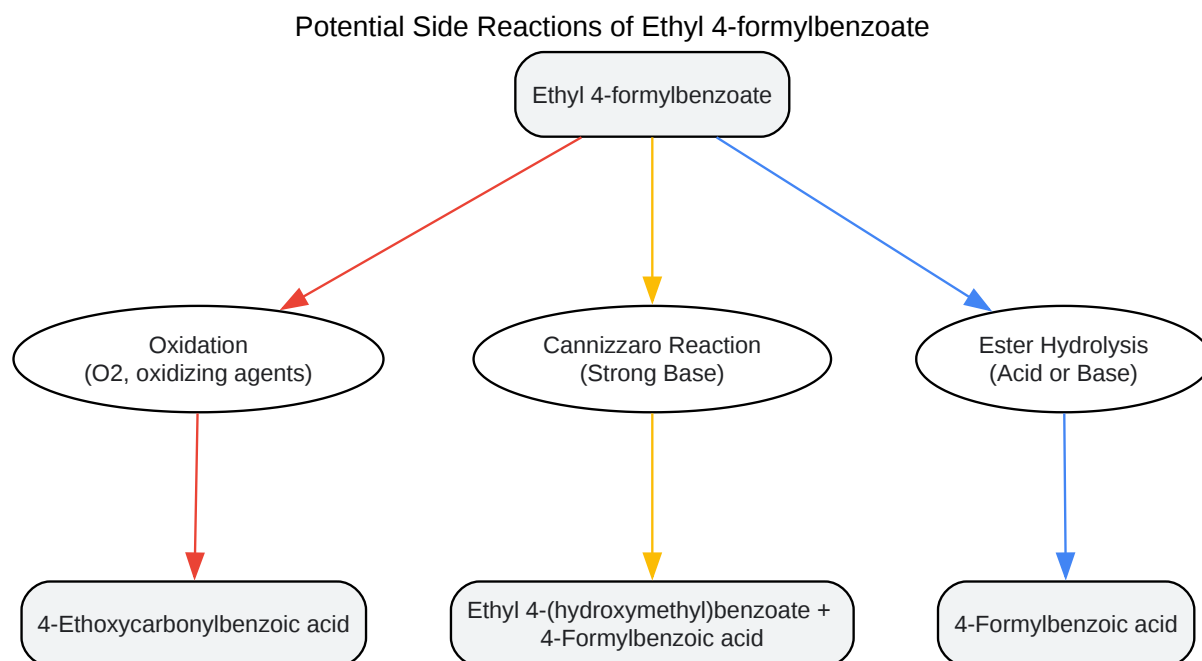 Potential Side Reactions of Ethyl 4-formylbenzoate
Ethyl 4-formylbenzoate
Oxidation
(O2, oxidizing agents)
Cannizzaro Reaction
(Strong Base)
Ester Hydrolysis
(Acid or Base)
4-Ethoxycarbonylbenzoic acid
Ethyl 4-(hydroxymethyl)benzoate +
4-Formylbenzoic acid
4-Formylbenzoic acid